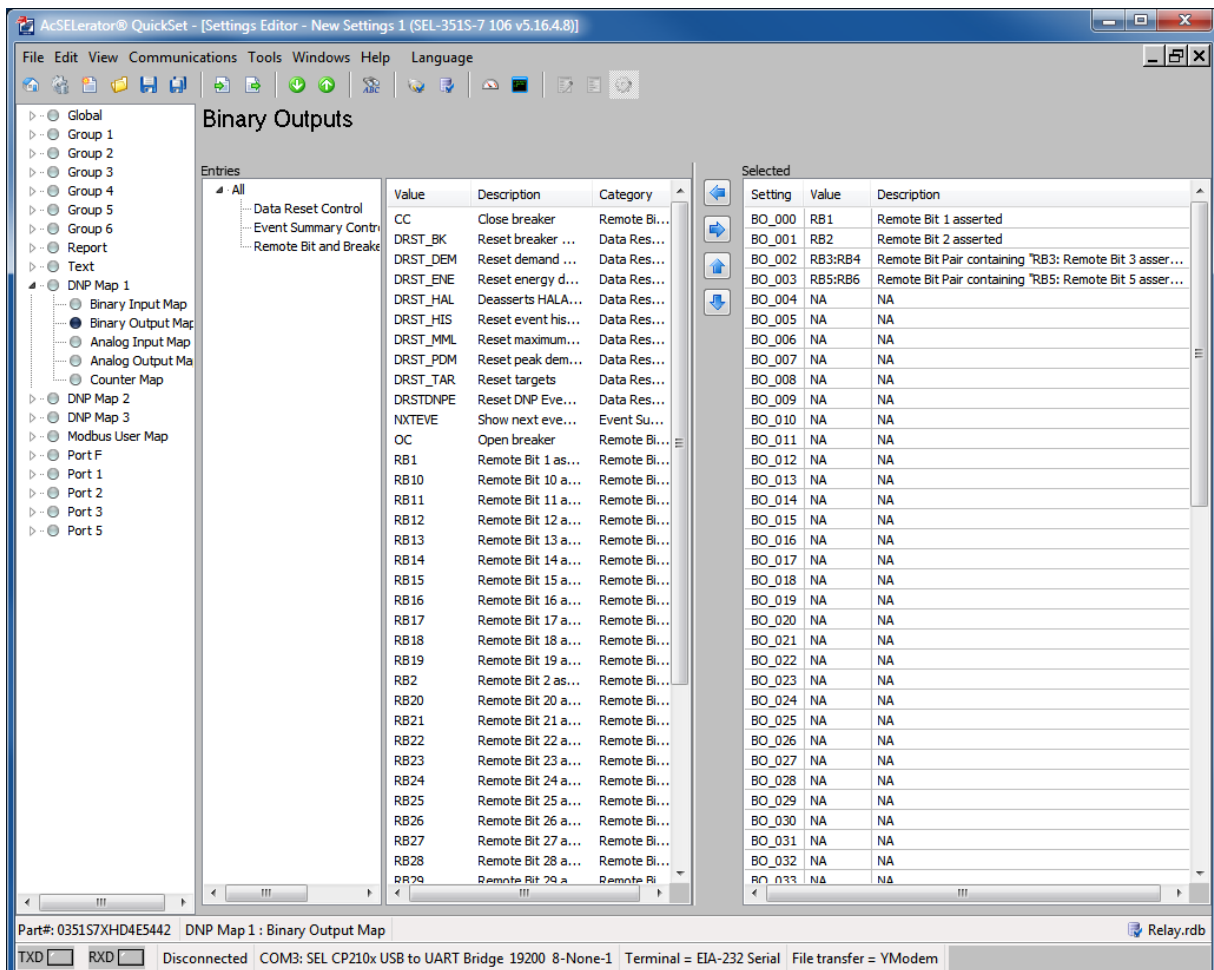 AcSELerator® QuickSet - [Settings Editor - New Settings 1 (SEL-351S-7 106 v5.16.4.8)]
File Edit View Communications Tools Windows Help Language
Global
Group 1
Group 2
Group 3
Group 4
Group 5
Group 6
Report
Text
DNP Map 1
Binary Input Map
Binary Output Map
Analog Input Map
Analog Output Ma
Counter Map
DNP Map 2
DNP Map 3
Modbus User Map
Port F
Port 1
Port 2
Port 3
Port 5
Binary Outputs
Entries
All
Data Reset Control
Event Summary Contr
Remote Bit and Breake
Value Description Category
CC Close breaker Remote Bi...
DRST_BK Reset breaker ... Data Res...
DRST_DEM Reset demand ... Data Res...
DRST_ENE Reset energy d... Data Res...
DRST_HAL Deasserts HALA... Data Res...
DRST_HIS Reset event his... Data Res...
DRST_MML Reset maximum... Data Res...
DRST_PDM Reset peak dem... Data Res...
DRST_TAR Reset targets Data Res...
DRSTDNPE Reset DNP Eve... Data Res...
NXTEVE Show next eve... Event Su...
OC Open breaker Remote Bi...
RB1 Remote Bit 1 as... Remote Bi...
RB10 Remote Bit 10 a... Remote Bi...
RB11 Remote Bit 11 a... Remote Bi...
RB12 Remote Bit 12 a... Remote Bi...
RB13 Remote Bit 13 a... Remote Bi...
RB14 Remote Bit 14 a... Remote Bi...
RB15 Remote Bit 15 a... Remote Bi...
RB16 Remote Bit 16 a... Remote Bi...
RB17 Remote Bit 17 a... Remote Bi...
RB18 Remote Bit 18 a... Remote Bi...
RB19 Remote Bit 19 a... Remote Bi...
RB2 Remote Bit 2 as... Remote Bi...
RB20 Remote Bit 20 a... Remote Bi...
RB21 Remote Bit 21 a... Remote Bi...
RB22 Remote Bit 22 a... Remote Bi...
RB23 Remote Bit 23 a... Remote Bi...
RB24 Remote Bit 24 a... Remote Bi...
RB25 Remote Bit 25 a... Remote Bi...
RB26 Remote Bit 26 a... Remote Bi...
RB27 Remote Bit 27 a... Remote Bi...
RB28 Remote Bit 28 a... Remote Bi...
RB29 Remote Bit 29 a Remote Bi
Selected
Setting Value Description
BO_000 RB1 Remote Bit 1 asserted
BO_001 RB2 Remote Bit 2 asserted
BO_002 RB3:RB4 Remote Bit Pair containing "RB3: Remote Bit 3 asser...
BO_003 RB5:RB6 Remote Bit Pair containing "RB5: Remote Bit 5 asser...
BO_004 NA NA
BO_005 NA NA
BO_006 NA NA
BO_007 NA NA
BO_008 NA NA
BO_009 NA NA
BO_010 NA NA
BO_011 NA NA
BO_012 NA NA
BO_013 NA NA
BO_014 NA NA
BO_015 NA NA
BO_016 NA NA
BO_017 NA NA
BO_018 NA NA
BO_019 NA NA
BO_020 NA NA
BO_021 NA NA
BO_022 NA NA
BO_023 NA NA
BO_024 NA NA
BO_025 NA NA
BO_026 NA NA
BO_027 NA NA
BO_028 NA NA
BO_029 NA NA
BO_030 NA NA
BO_031 NA NA
BO_032 NA NA
BO_033 NA NA
Part#: 0351S7XHD4E5442 DNP Map 1 : Binary Output Map Relay.rdb
TXD RXD Disconnected COM3: SEL CP210x USB to UART Bridge 19200 8-None-1 Terminal = EIA-232 Serial File transfer = YModem